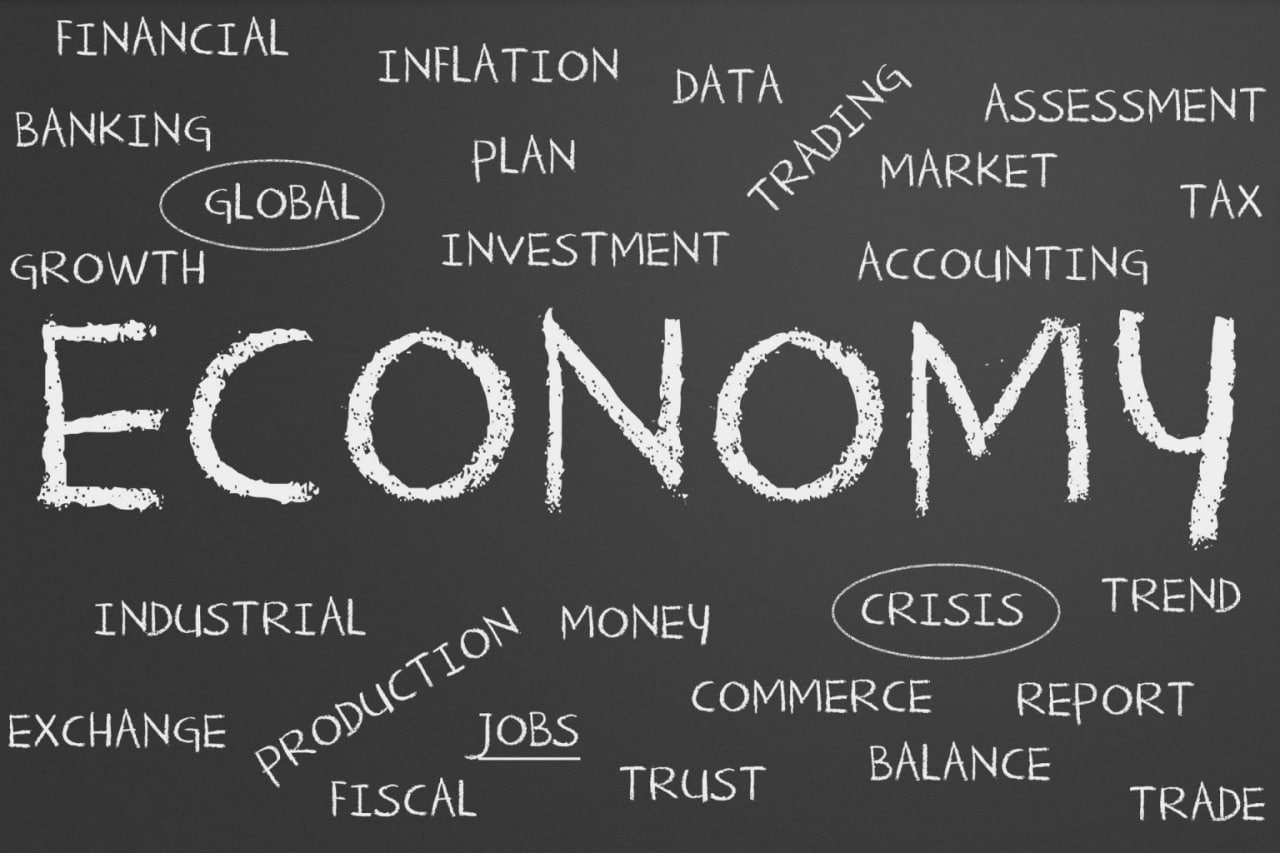 FINANCIAL
INFLATION
DATA
TRADING
ASSESSMENT
BANKING
PLAN
MARKET
TAX
GLOBAL
GROWTH
INVESTMENT
ACCOUNTING
ECONOMY
INDUSTRIAL
PRODUCTION
MONEY
CRISIS
TREND
COMMERCE
REPORT
EXCHANGE
JOBS
BALANCE
FISCAL
TRUST
TRADE